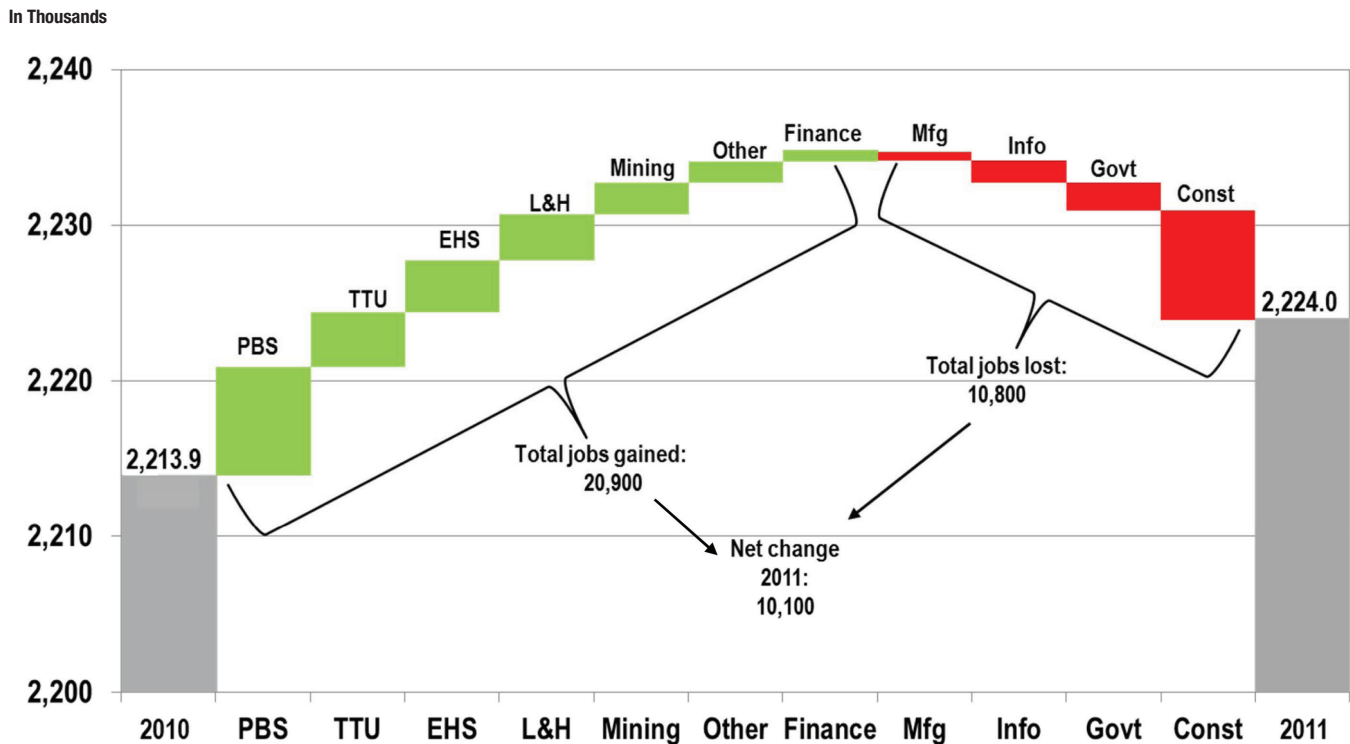 In Thousands
2,240
2,230
2,220
2,210
2,200
2,213.9
PBS
TTU
EHS
L&H
Mining
Other
Finance
Mfg
Info
Govt
Const
2,224.0
Total jobs gained:
20,900
Total jobs lost:
10,800
Net change
2011:
10,100
2010 PBS TTU EHS L&H Mining Other Finance Mfg Info Govt Const 2011